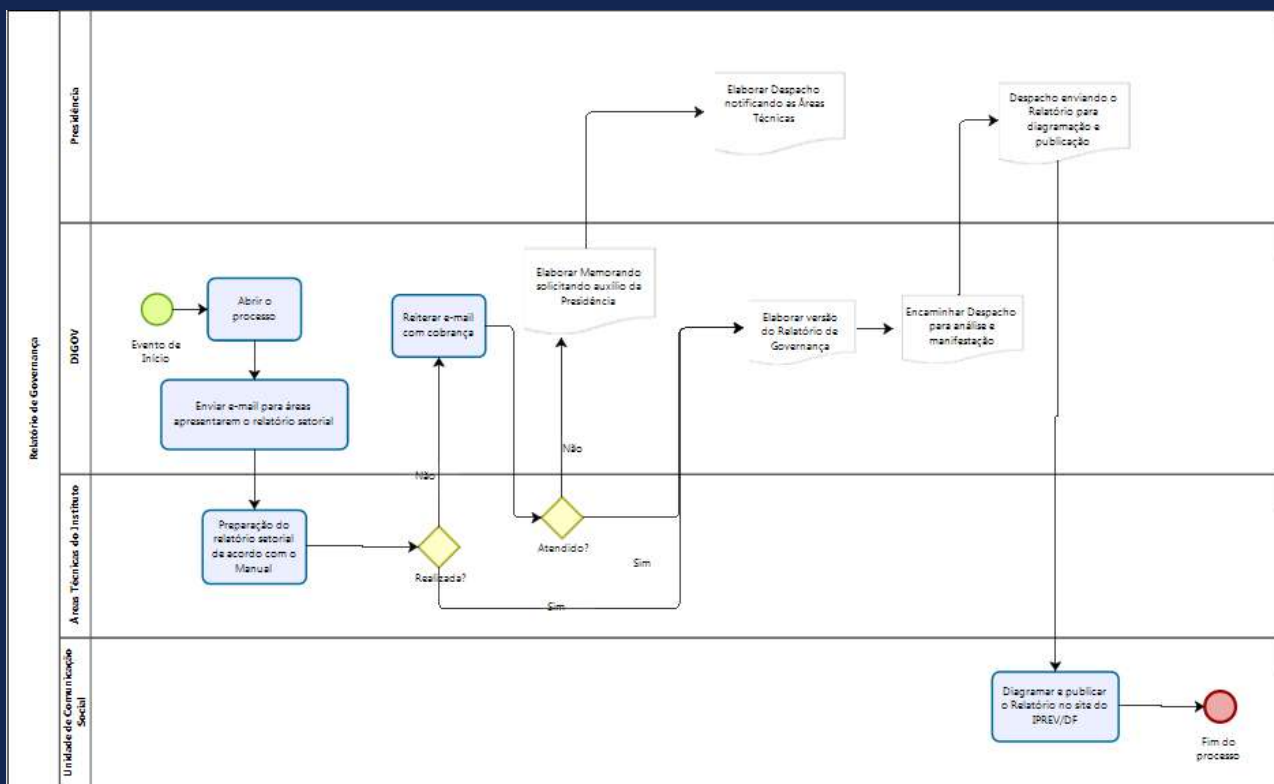 Relatório de Governança
Presidência
Elaborar Despacho
notificando as Áreas
Técnicas
Despacho enviando o
Relatório para
diagramação e
publicação
DIGOV
Evento de
Início
Abrir o
processo
Enviar e-mail para áreas
apresentarem o relatório setorial
Reiterar e-mail
com cobrança
Elaborar Memorando
solicitando auxílio da
Presidência
Elaborar versão
do Relatório de
Governança
Encaminhar Despacho
para análise e
manifestação
Não
Não
Áreas Técnicas do Instituto
Preparação do
relatório setorial
de acordo com o
Manual
Realizada?
Atendido?
Sim
Sim
Unidade de Comunicação
Social
Diagramar e publicar
o Relatório no site do
IPREV/DF
Fim do
processo